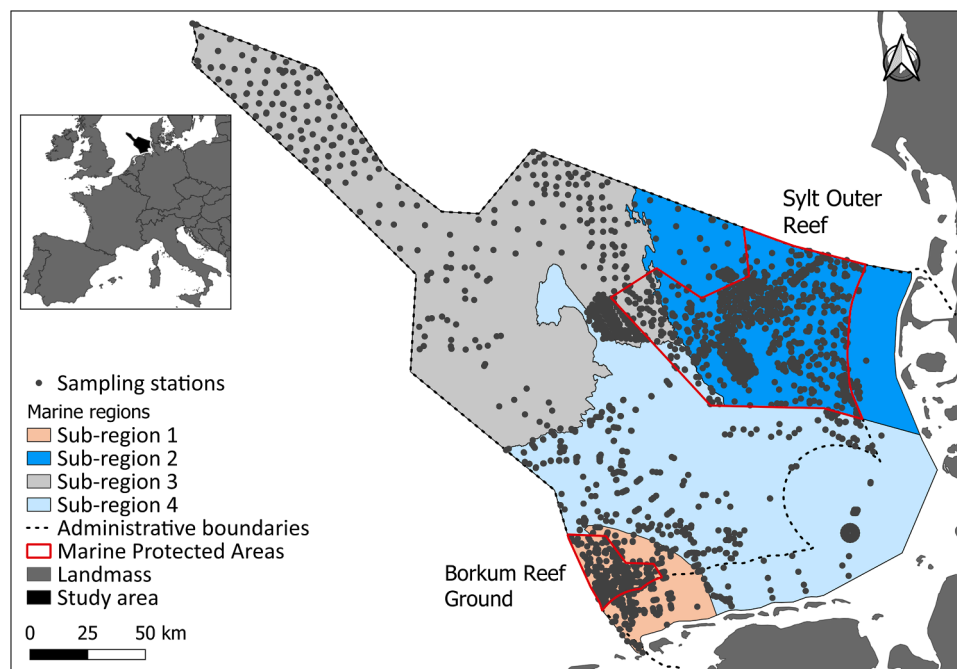 Sylt Outer
Reef
Sampling stations
Marine regions
Sub-region 1
Sub-region 2
Sub-region 3
Sub-region 4
Administrative boundaries
Marine Protected Areas
Landmass
Study area
0 25 50 km
Borkum Reef
Ground